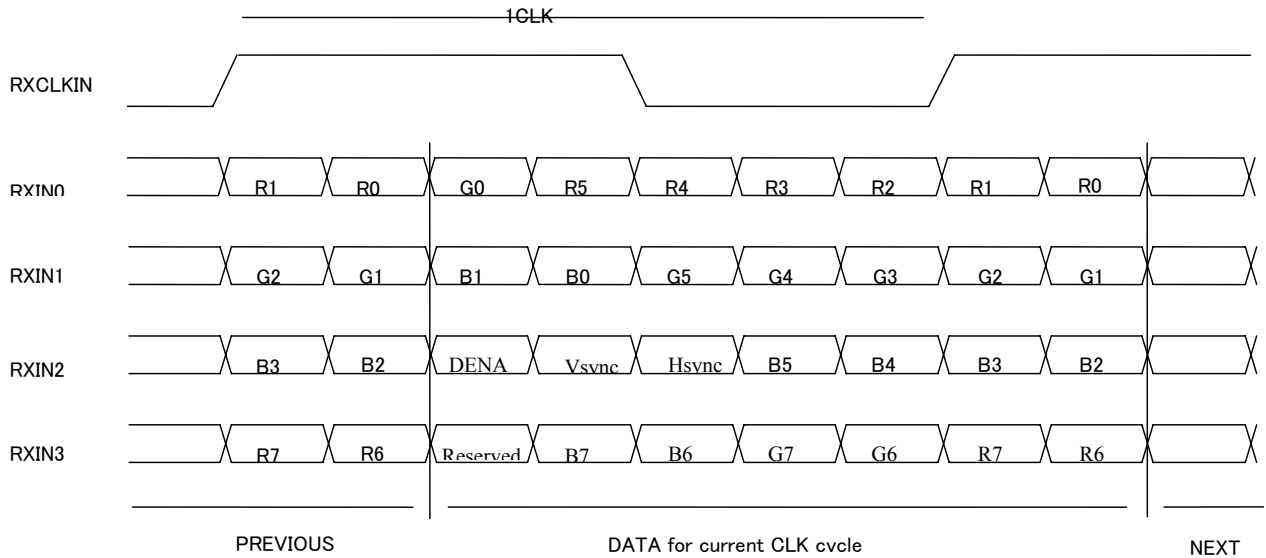 1CLK
RXCLKIN
RXIN0 R1 R0 G0 R5 R4 R3 R2 R1 R0
RXIN1 G2 G1 B1 B0 G5 G4 G3 G2 G1
RXIN2 B3 B2 DENA Vsync Hsync B5 B4 B3 B2
RXIN3 R7 R6 Reserved B7 B6 G7 G6 R7 R6
PREVIOUS DATA for current CLK cycle NEXT